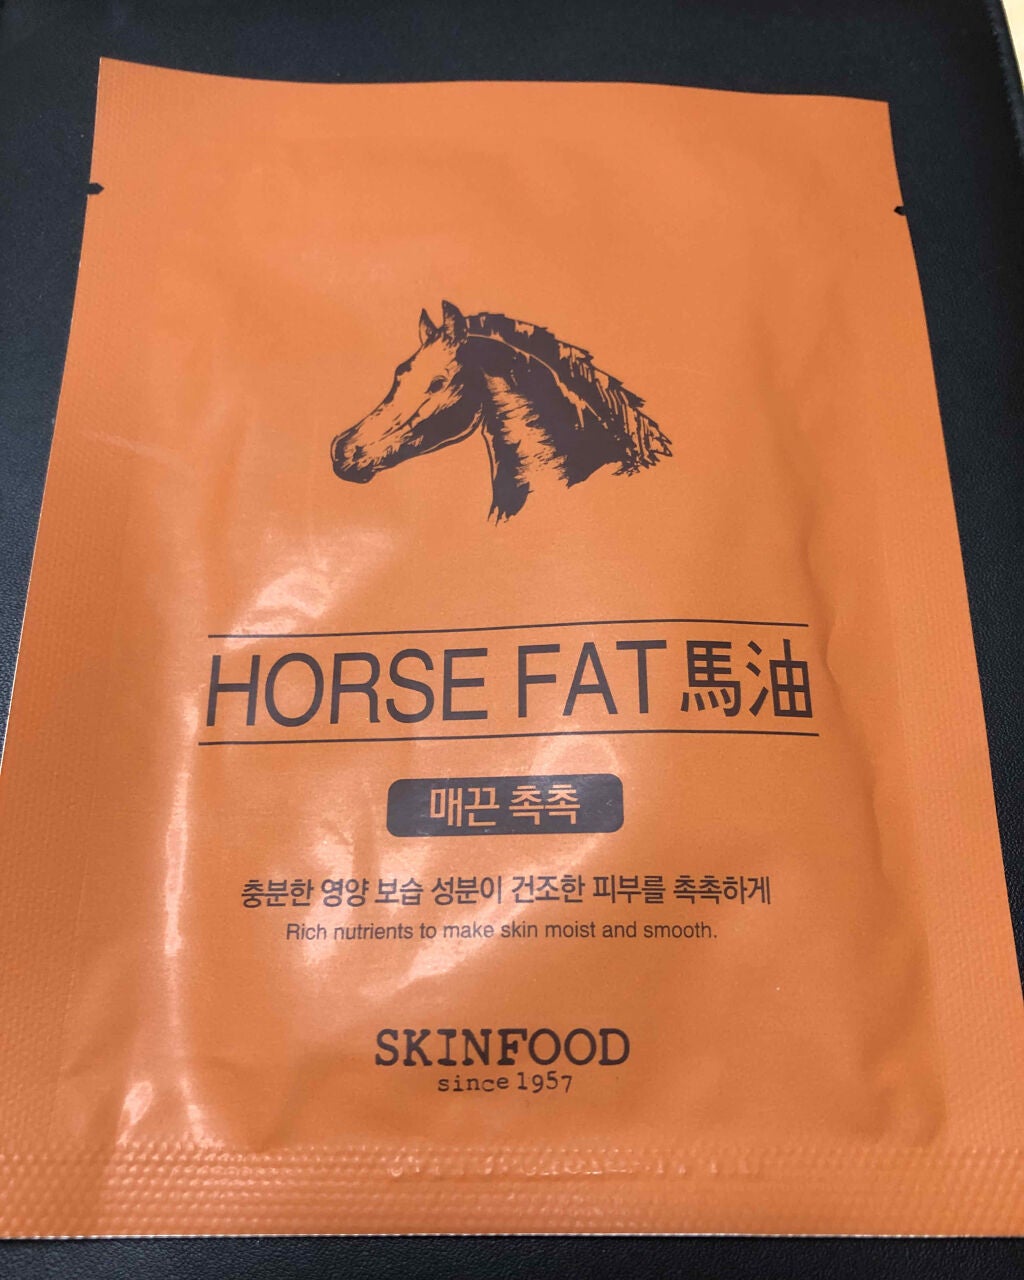 HORSE FAT 馬油
매끈 촉촉
충분한 영양 보습 성분이 건조한 피부를 촉촉하게
Rich nutrients to make skin moist and smooth.
SKINFOOD
since 1957